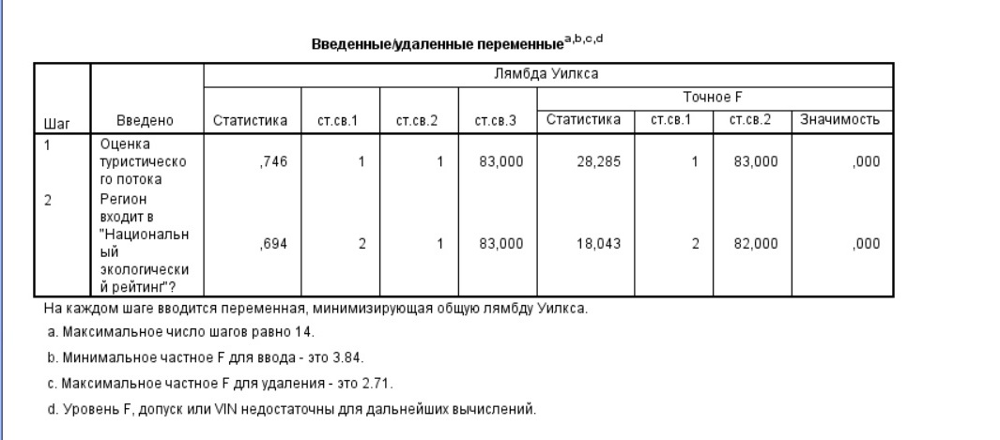 Введенные/удаленные переменныеa,b,c,d
Лямбда Уилкса
Точное F
Шаг Введено Статистика ст.св.1 ст.св.2 ст.св.3 Статистика ст.св.1 ст.св.2 Значимость
1 Оценка
туристическо
го потока
,746 1 1 83,000 28,285 1 83,000 ,000
2 Регион
входит в
"Национальн
ый
экологически
й рейтинг"?
,694 2 1 83,000 18,043 2 82,000 ,000
На каждом шаге вводится переменная, минимизирующая общую лямбду Уилкса.
a. Максимальное число шагов равно 14.
b. Минимальное частное F для ввода - это 3.84.
c. Максимальное частное F для удаления - это 2.71.
d. Уровень F, допуск или VIN недостаточны для дальнейших вычислений.